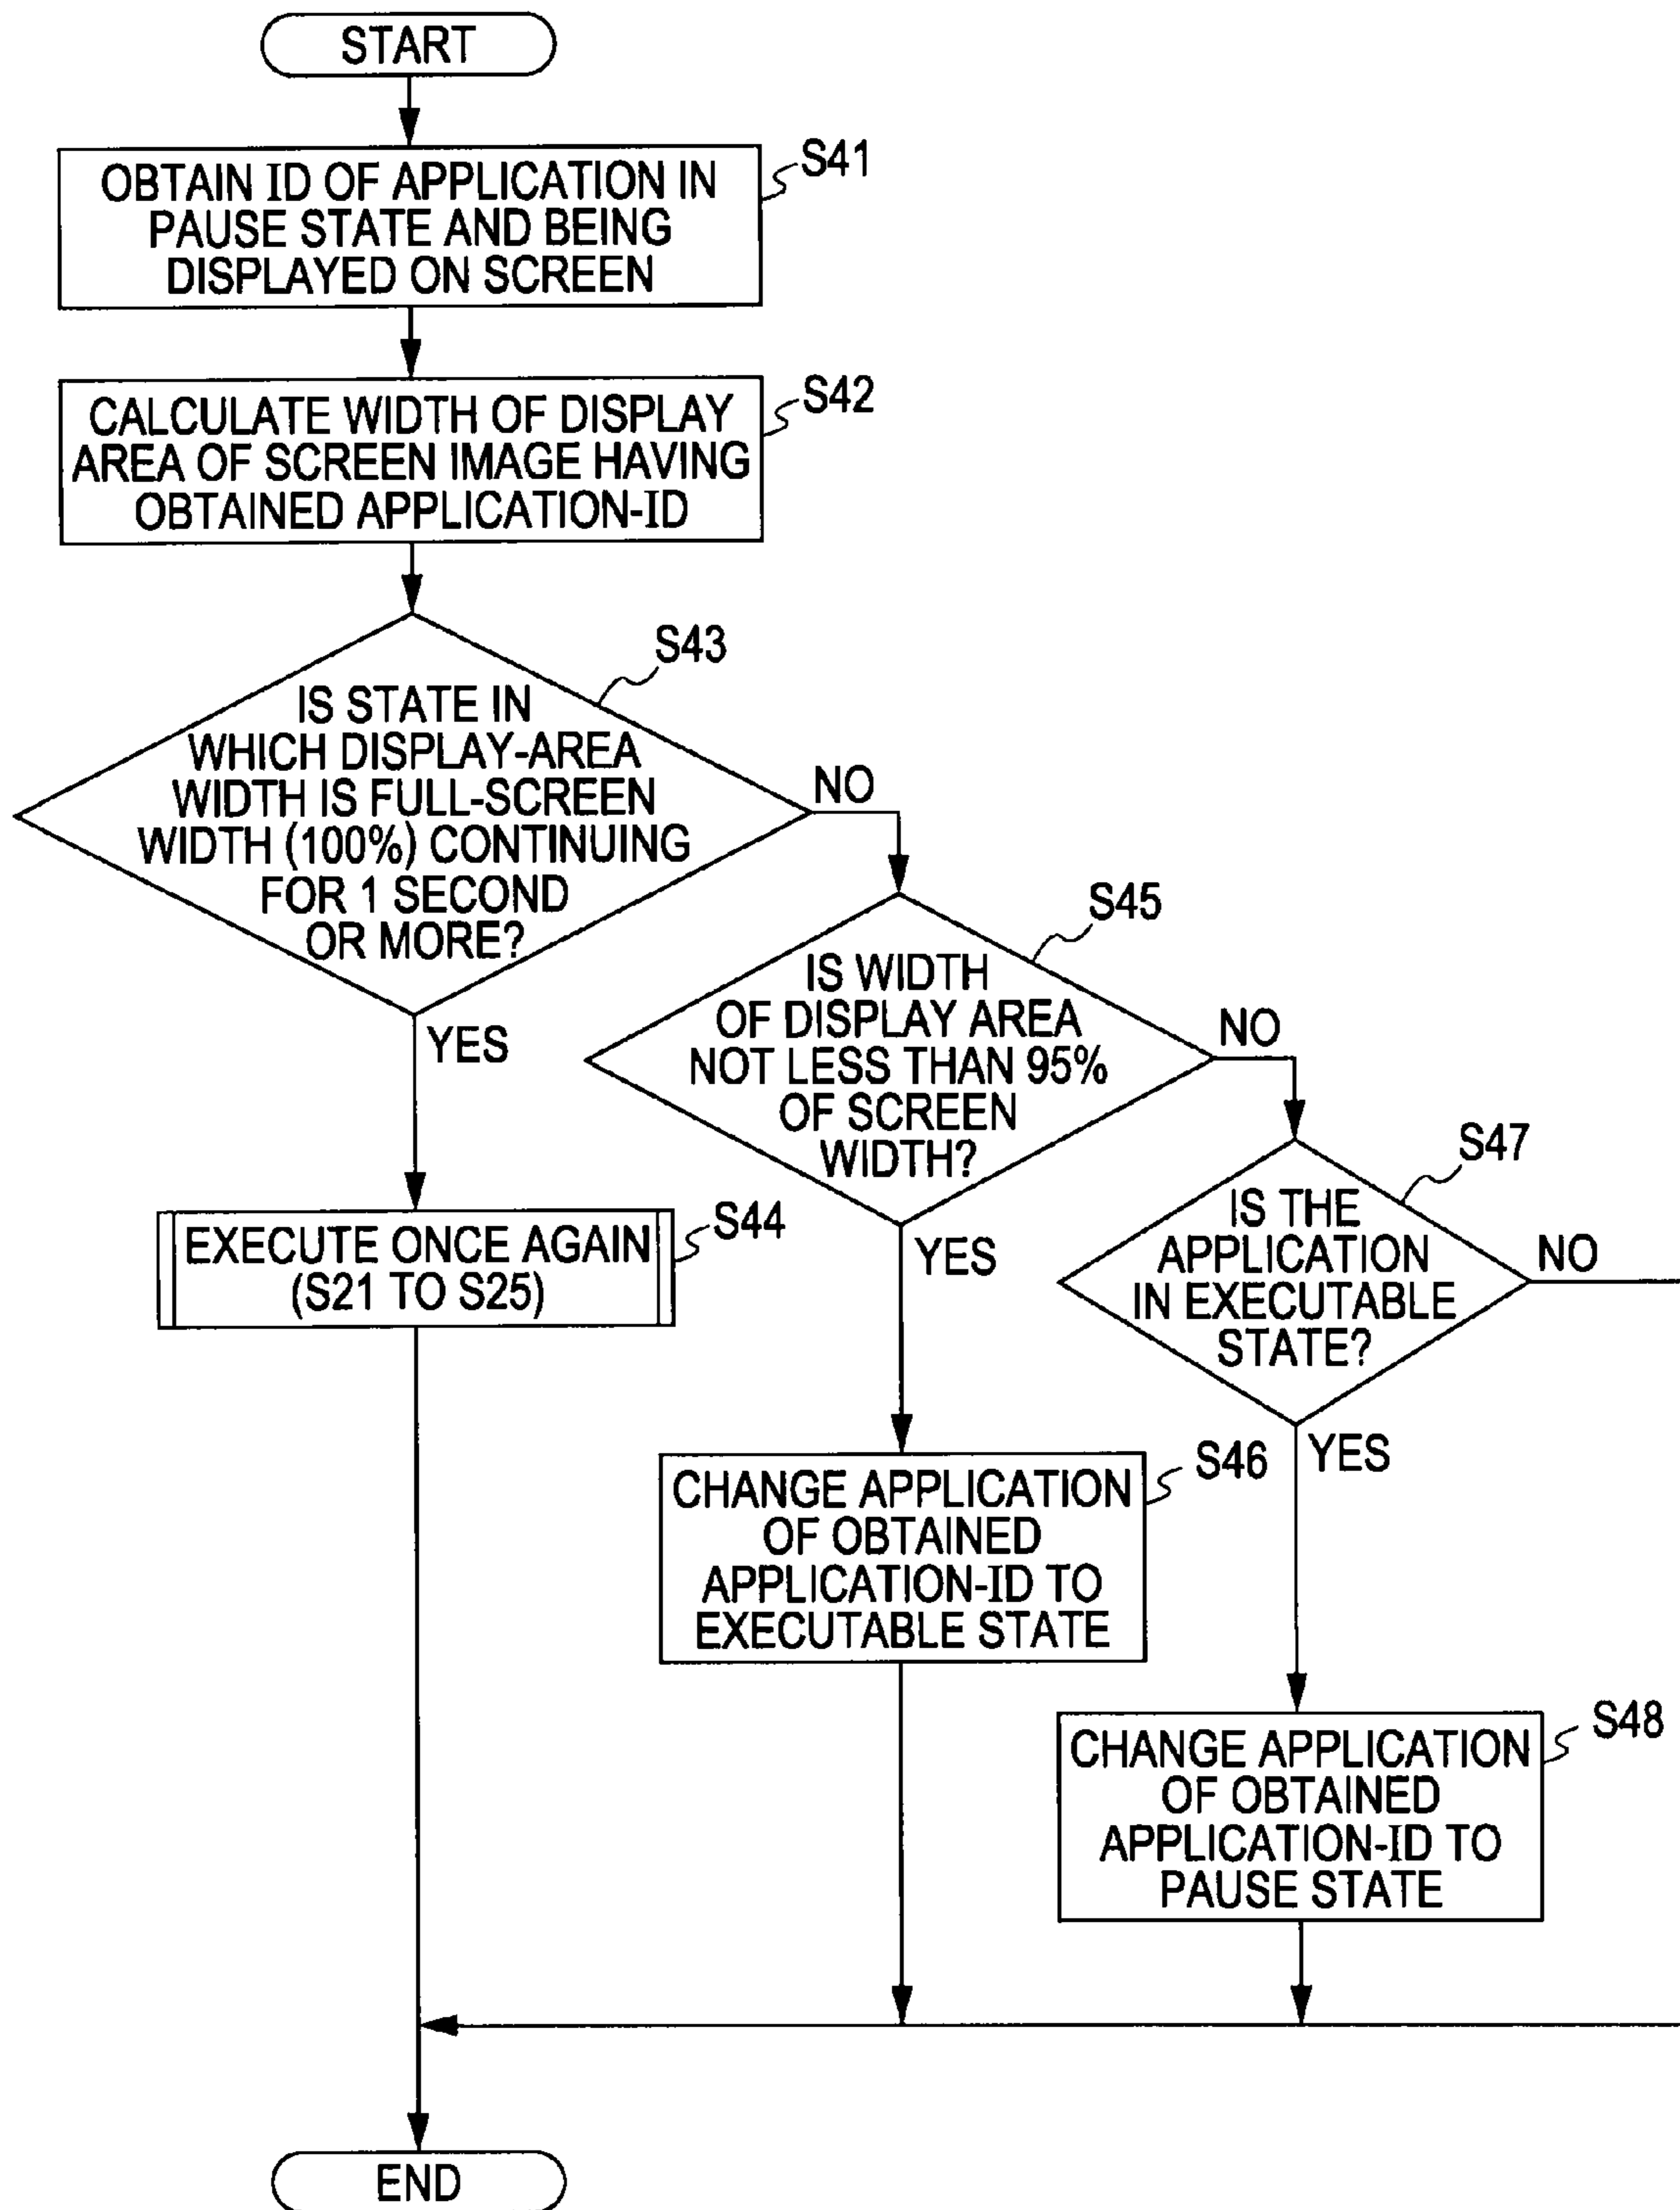 START
S41
OBTAIN ID OF APPLICATION IN
PAUSE STATE AND BEING
DISPLAYED ON SCREEN
S42
CALCULATE WIDTH OF DISPLAY
AREA OF SCREEN IMAGE HAVING
OBTAINED APPLICATION-ID
S43
IS STATE IN
WHICH DISPLAY-AREA
WIDTH IS FULL-SCREEN
WIDTH (100%) CONTINUING
FOR 1 SECOND
OR MORE?
NO
YES
S45
IS WIDTH
OF DISPLAY AREA
NOT LESS THAN 95%
OF SCREEN
WIDTH?
NO
YES
S44
EXECUTE ONCE AGAIN
(S21 TO S25)
S47
IS THE
APPLICATION
IN EXECUTABLE
STATE?
NO
YES
S46
CHANGE APPLICATION
OF OBTAINED
APPLICATION-ID TO
EXECUTABLE STATE
S48
CHANGE APPLICATION
OF OBTAINED
APPLICATION-ID TO
PAUSE STATE
END